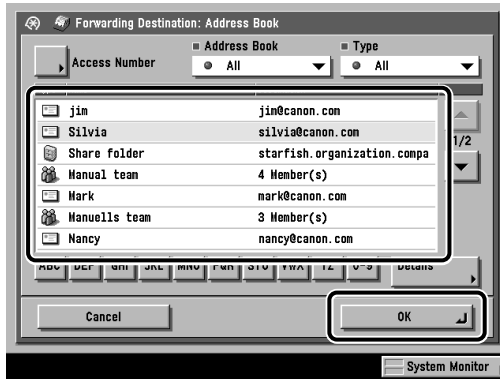 Forwarding Destination: Address Book
Access Number
Address Book
All
Type
All
jim jim@canon.com
Silvia silvia@canon.com
Share folder starfish.organization.compa
Manual team 4 Member(s)
Mark mark@canon.com
Manuells team 3 Member(s)
Nancy nancy@canon.com
1/2
ABC DEF GHI JKL MNO PQR STU VWX YZ 0-9 Details
Cancel OK
System Monitor